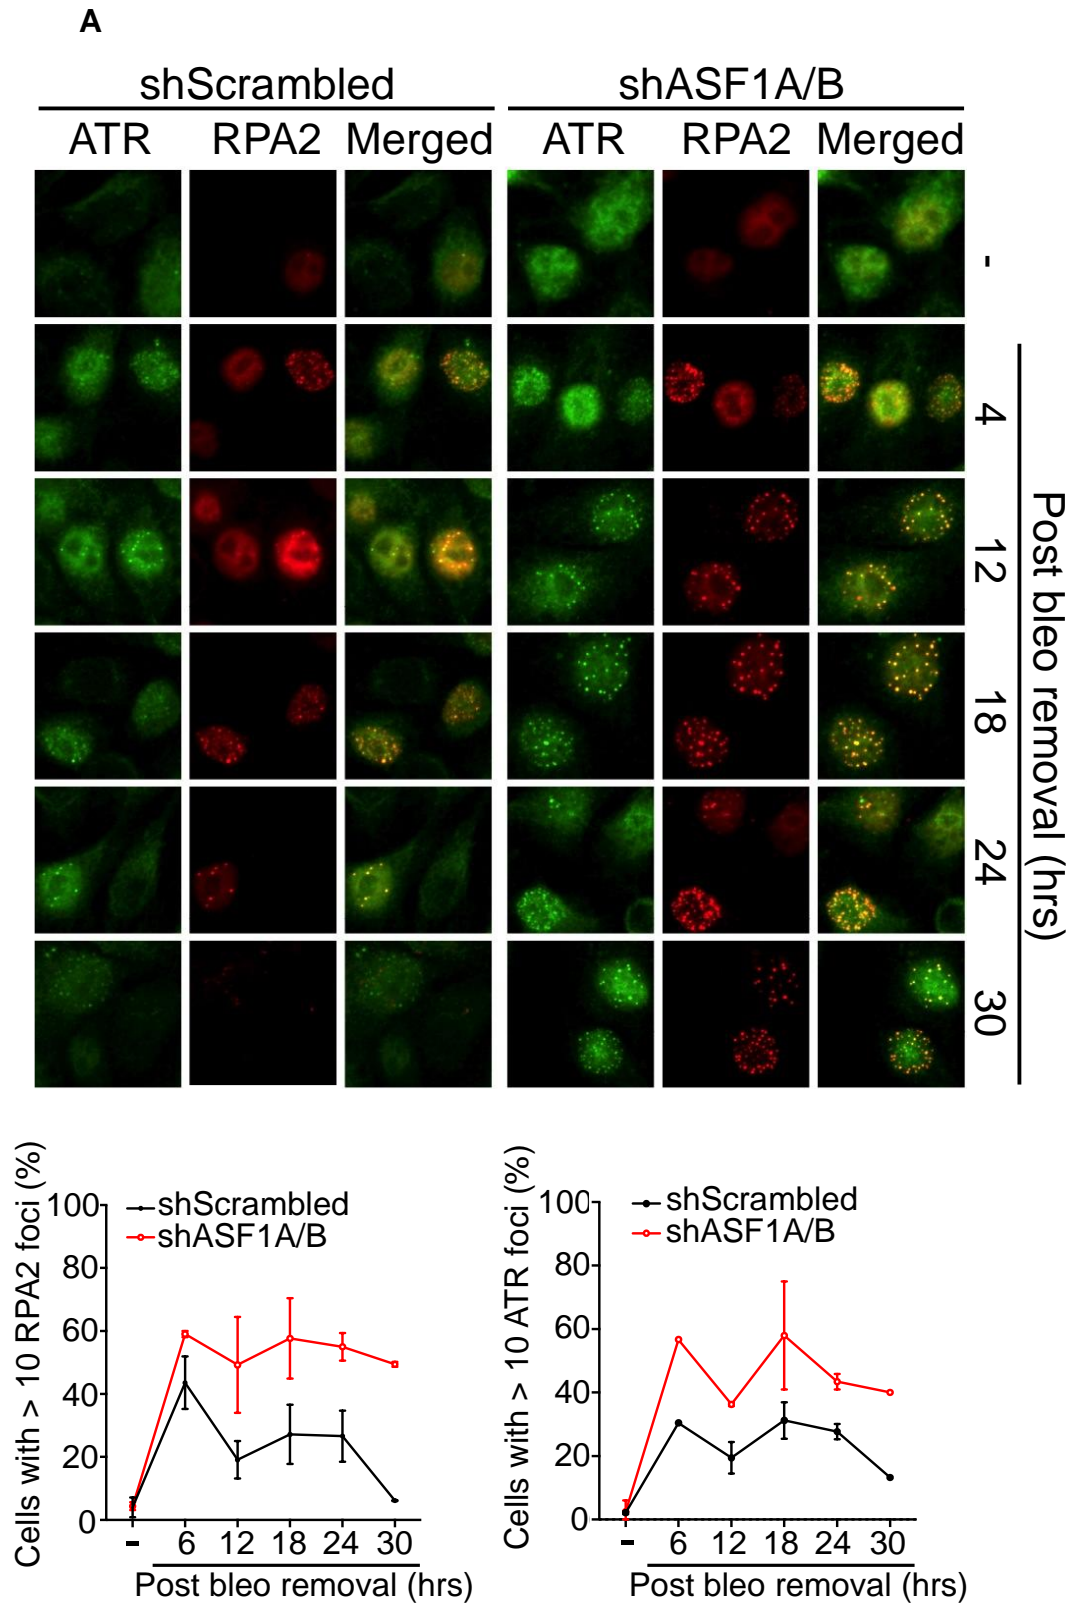 A
shScrambled
shASF1A/B
ATR RPA2 Merged
ATR RPA2 Merged
-
4
12
18
24
30
Post bleo removal (hrs)
Cells with > 10 RPA2 foci (%)
100
80
60
40
20
0
shScrambled
shASF1A/B
- 6 12 18 24 30
Post bleo removal (hrs)
Cells with > 10 ATR foci (%)
100
80
60
40
20
0
shScrambled
shASF1A/B
- 6 12 18 24 30
Post bleo removal (hrs)